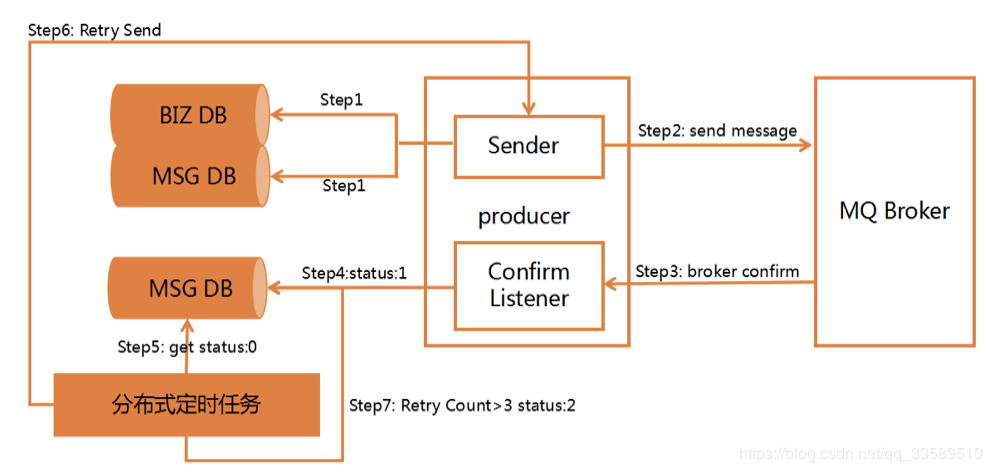 Step6: Retry Send
BIZ DB
Step1
Sender
Step2: send message
MSG DB
Step1
producer
MQ Broker
Confirm
Listener
Step3: broker confirm
Step4:status:1
MSG DB
Step5: get status:0
分布式定时任务
Step7: Retry Count>3 status:2
https://blog.csdn.net/qq_33589510